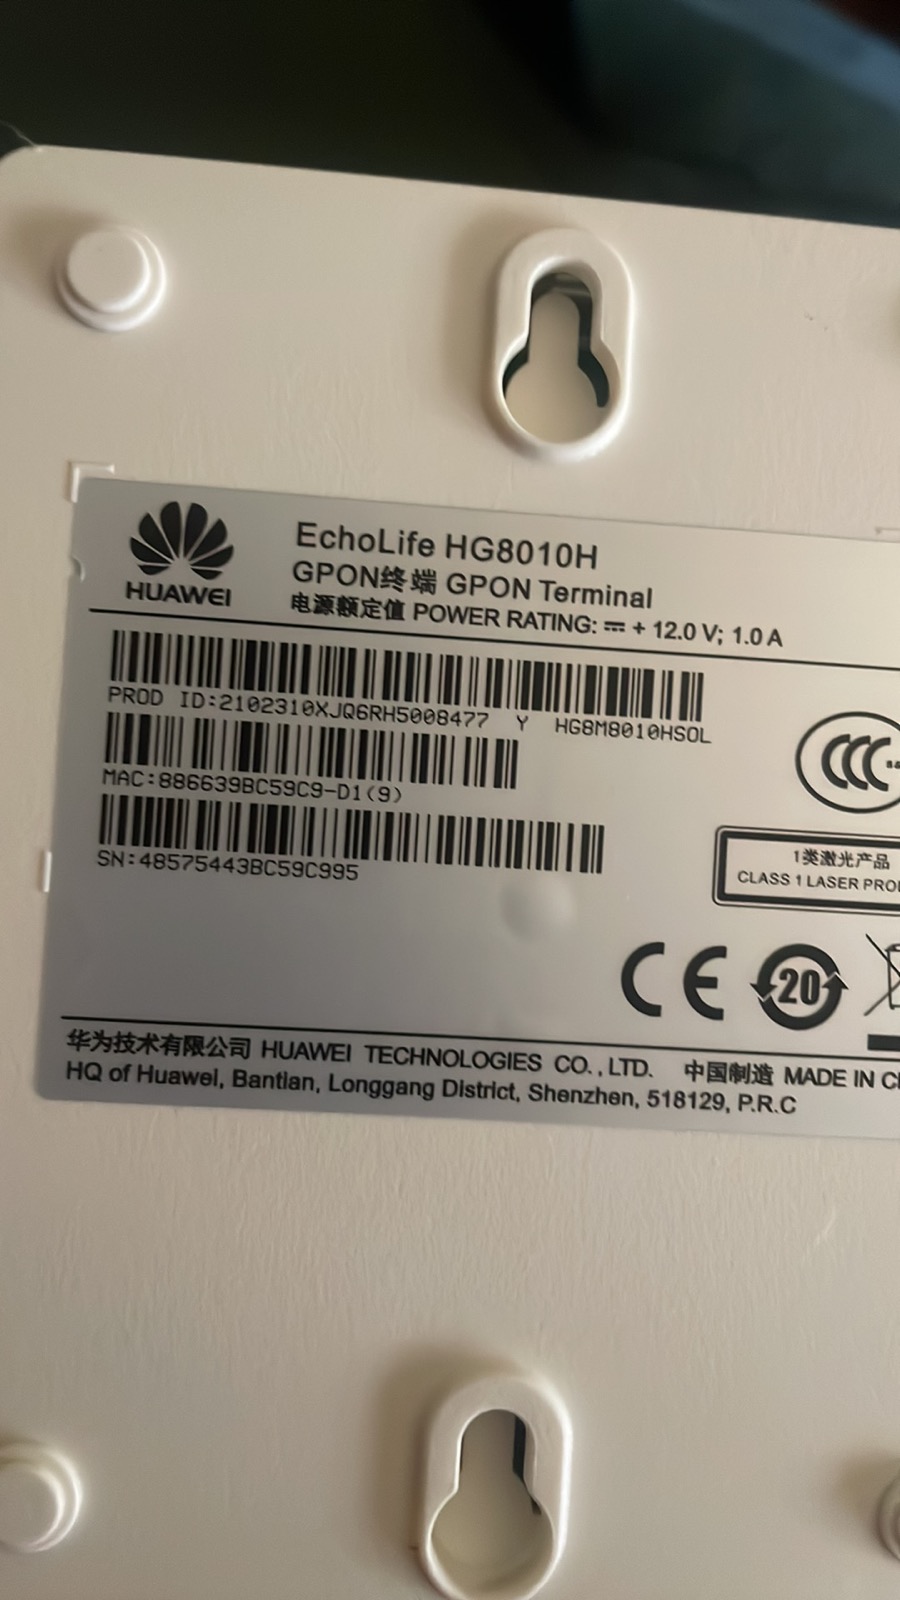 HUAWEI
EchoLife HG8010H
GPON终端 GPON Terminal
电源额定值 POWER RATING: ⎓ + 12.0 V; 1.0 A
PROD ID:2102310XJQ6RH5008477 Y HG8M8010HSOL
MAC:886639BC59C9-D1(9)
SN:48575443BC59C995
CCC
1类激光产品
CLASS 1 LASER PRO
CE
20
华为技术有限公司 HUAWEI TECHNOLOGIES CO.,LTD. 中国制造 MADE IN C
HQ of Huawei, Bantian, Longgang District, Shenzhen, 518129, P.R.C